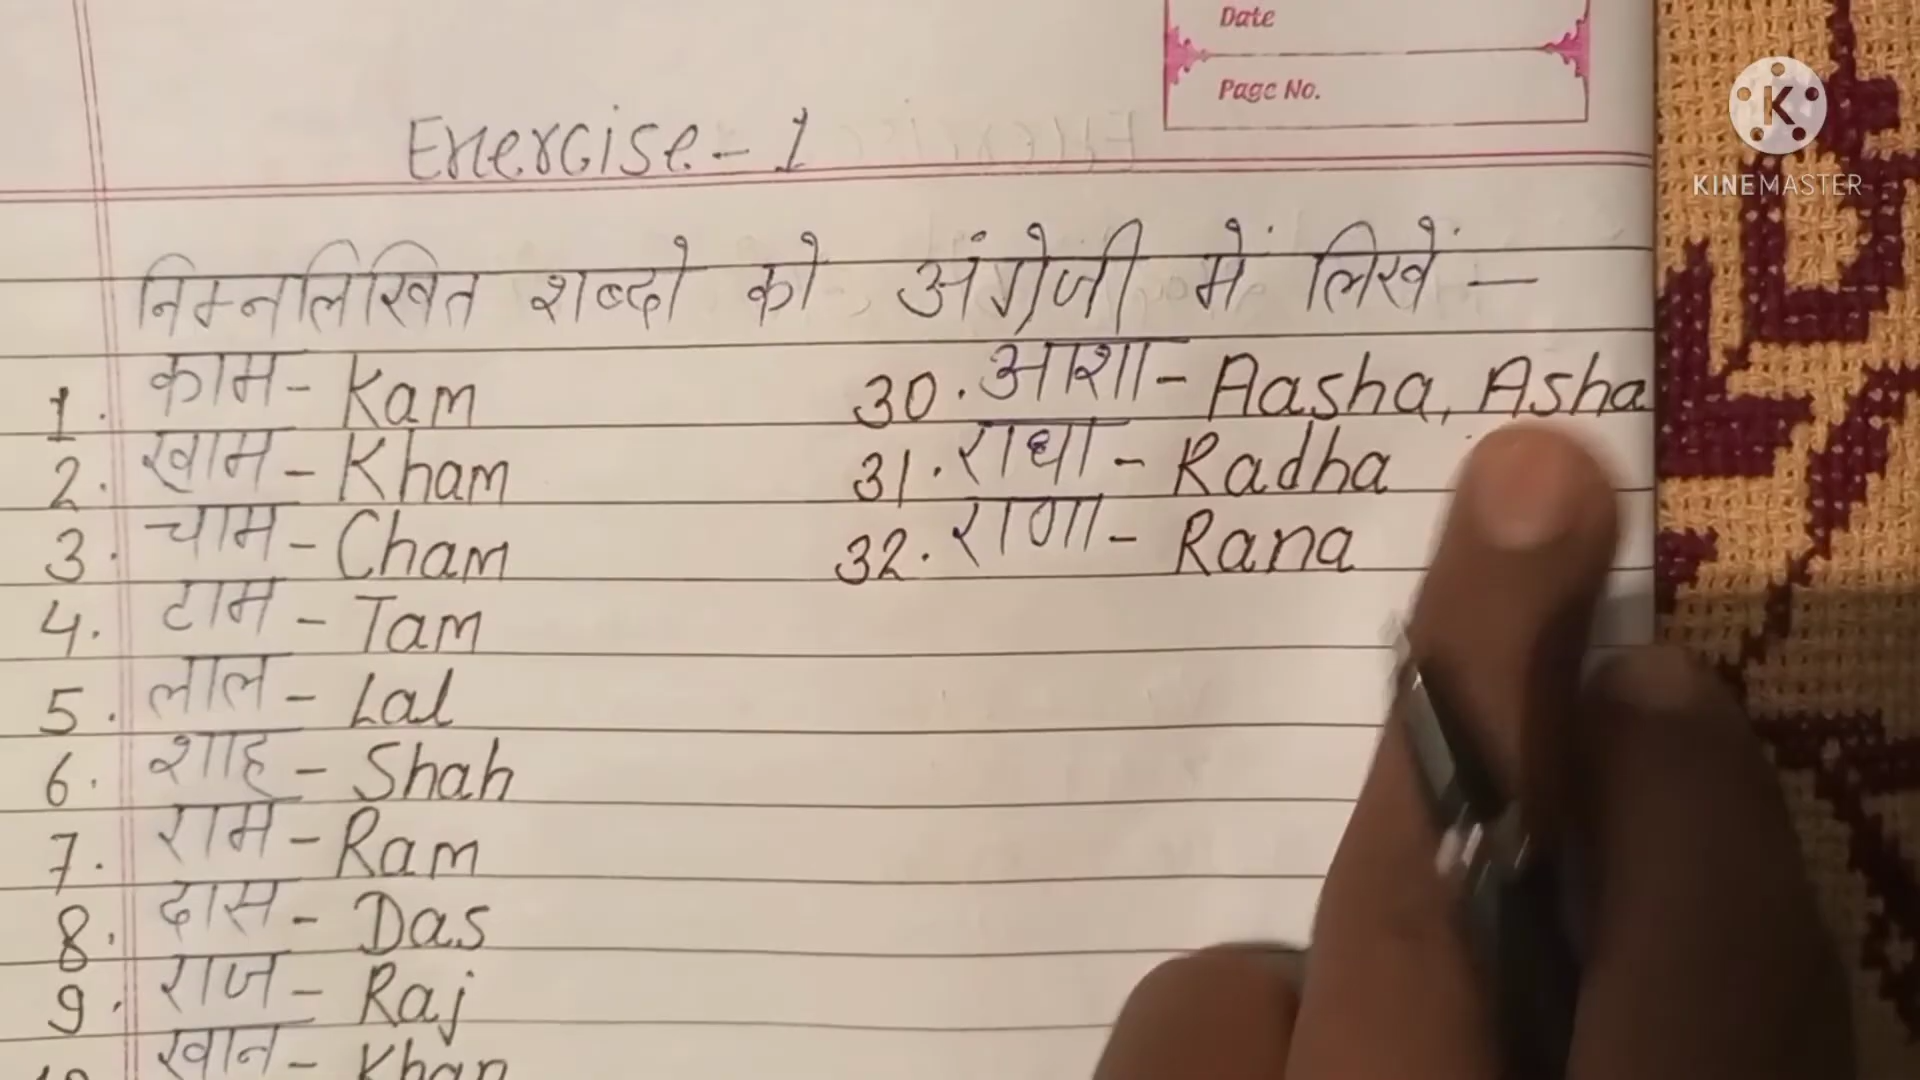 Date
Page No.
KINEMASTER
Exercise - 1
निम्नलिखित शब्दो को अंग्रेजी में लिखें –
1. काम - Kam
2. खाम - Kham
3. चाम - Cham
4. टाम - Tam
5. लाल - Lal
6. शाह - Shah
7. राम - Ram
8. दास - Das
9. राज - Raj
खान - Khan
30. आशा - Aasha, Asha
31. राधा - Radha
32. राणा - Rana